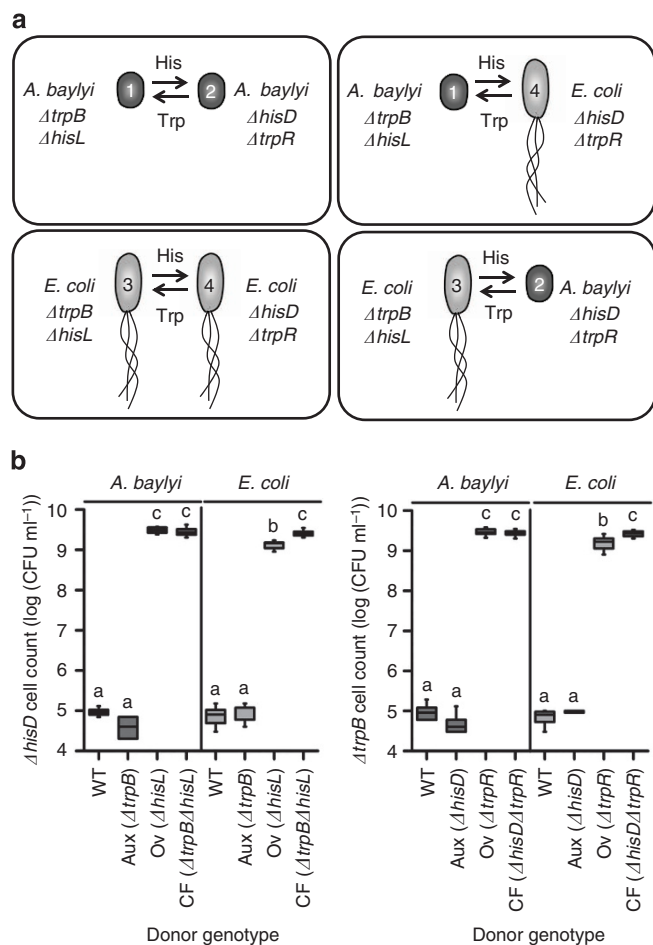 a
His
A. baylyi 1 2 A. baylyi
ΔtrpB Trp ΔhisD
ΔhisL ΔtrpR
His
A. baylyi 1 4 E. coli
ΔtrpB Trp ΔhisD
ΔhisL ΔtrpR
His
E. coli 3 4 E. coli
ΔtrpB Trp ΔhisD
ΔhisL ΔtrpR
His
E. coli 3 2 A. baylyi
ΔtrpB Trp ΔhisD
ΔhisL ΔtrpR
b
A. baylyi E. coli
ΔhisD cell count (log (CFU ml⁻¹))
10
9
8
7
6
5
4
a a c c a a b c
WT
Aux (ΔtrpB)
Ov (ΔhisL)
CF (ΔtrpBΔhisL)
WT
Aux (ΔtrpB)
Ov (ΔhisL)
CF (ΔtrpBΔhisL)
Donor genotype
A. baylyi E. coli
ΔtrpB cell count (log (CFU ml⁻¹))
10
9
8
7
6
5
4
a a c c a a b c
WT
Aux (ΔhisD)
Ov (ΔtrpR)
CF (ΔhisDΔtrpR)
WT
Aux (ΔhisD)
Ov (ΔtrpR)
CF (ΔhisDΔtrpR)
Donor genotype